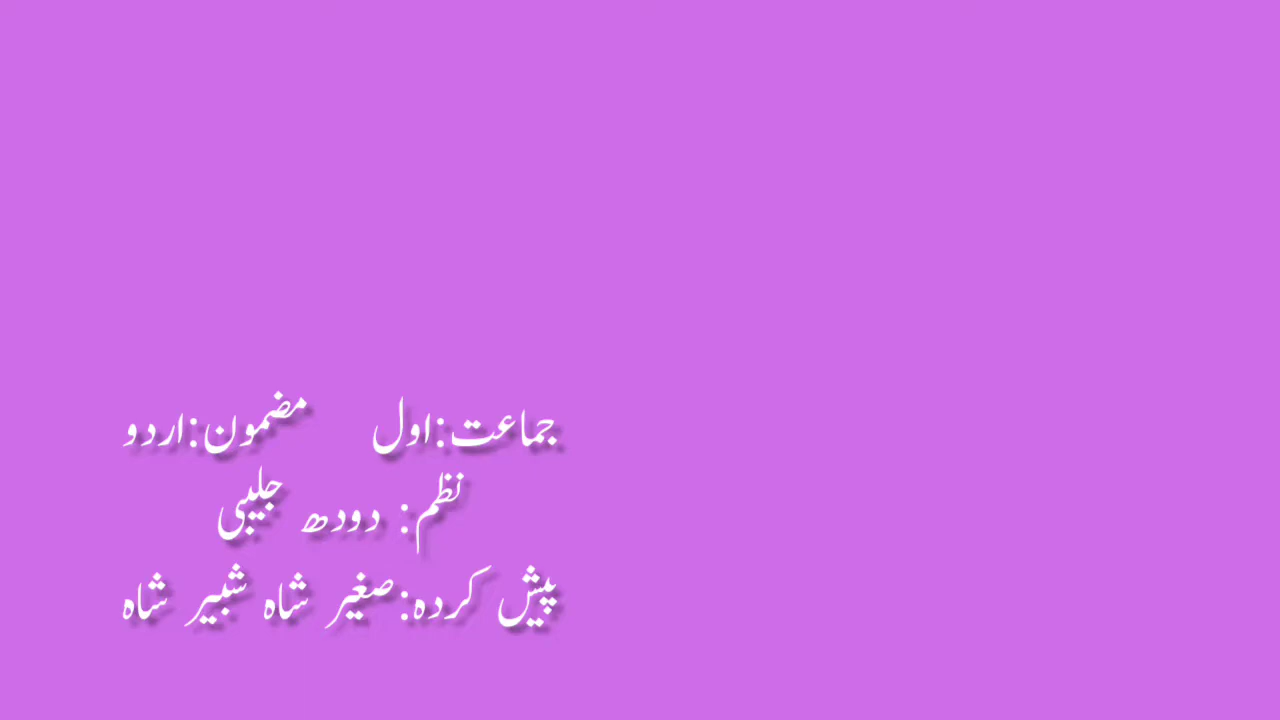 جماعت:اول مضمون:اردو
نظم: دودھ جلیبی
پیش کردہ:صغیر شاہ شبیر شاہ